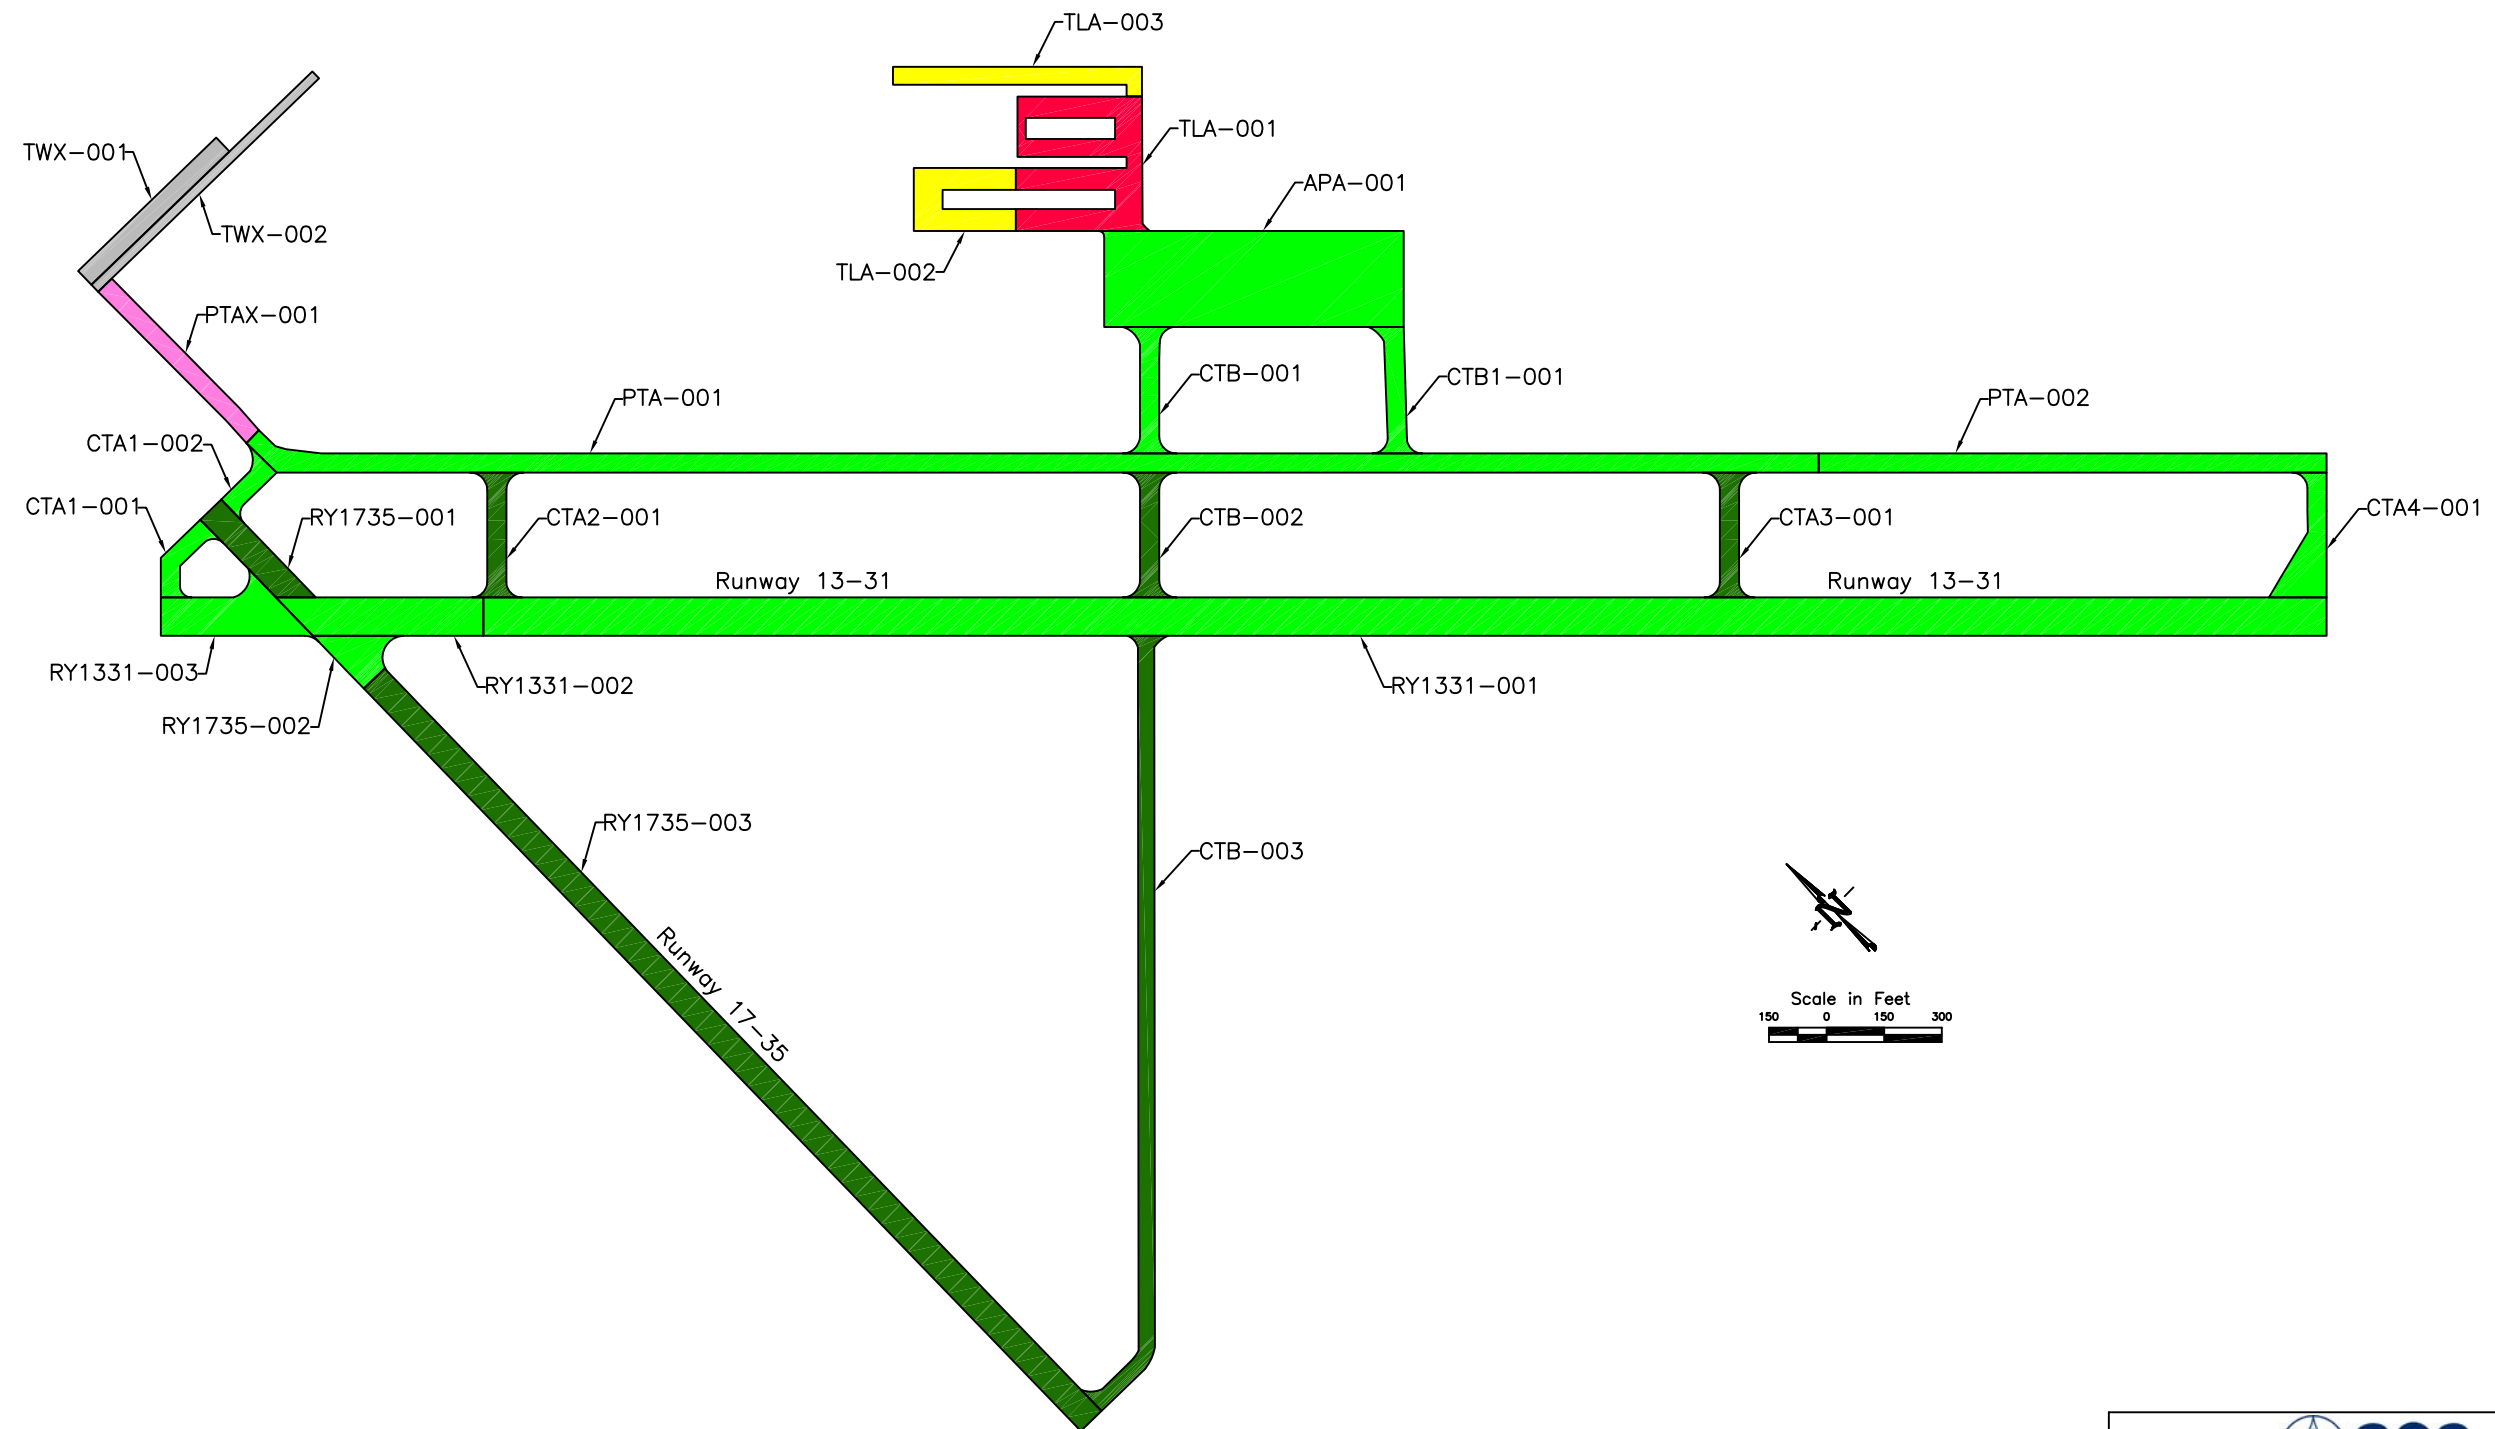 TLA-003
TWX-001
TLA-001
APA-001
TWX-002
TLA-002
PTAX-001
CTB-001
CTB1-001
PTA-001
PTA-002
CTA1-002
CTA1-001
RY1735-001
CTA2-001
CTB-002
CTA3-001
CTA4-001
Runway 13-31
Runway 13-31
RY1331-003
RY1331-002
RY1331-001
RY1735-002
RY1735-003
CTB-003
Runway 17-35
N
Scale in Feet
150 0 150 300